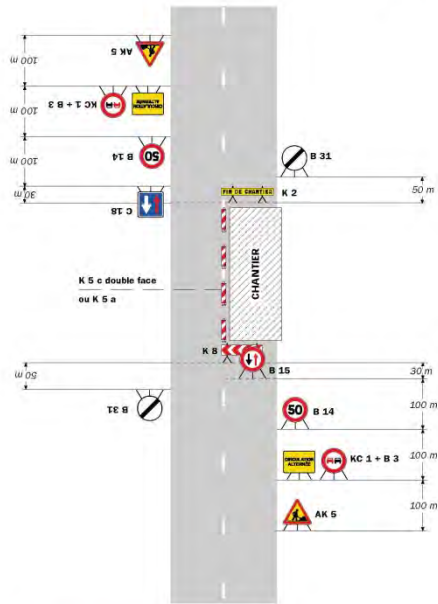 AK 5
100 m
CIRCULATION ALTERNÉE
KC 1 + B 3
100 m
50
B 14
100 m
C 18
30 m
B 31
FIN DE CHANTIER
K 2
50 m
CHANTIER
K 5 c double face
ou K 5 a
K 8
B 15
50 m
B 31
30 m
50
B 14
100 m
CIRCULATION
ALTERNÉE
KC 1 + B 3
100 m
AK 5
100 m